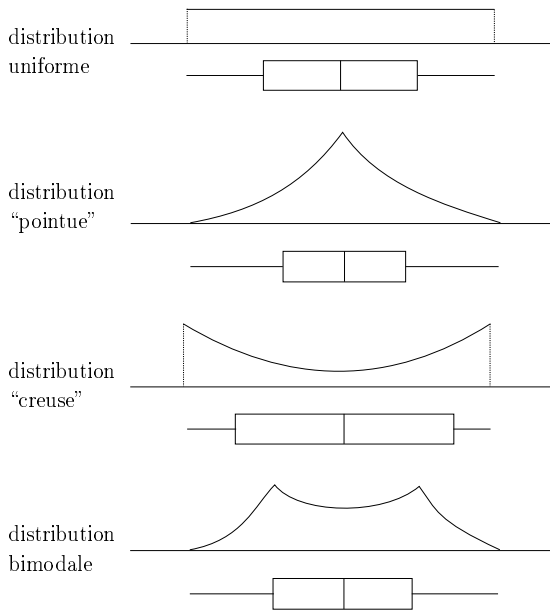 distribution
uniforme
distribution
“pointue”
distribution
“creuse”
distribution
bimodale